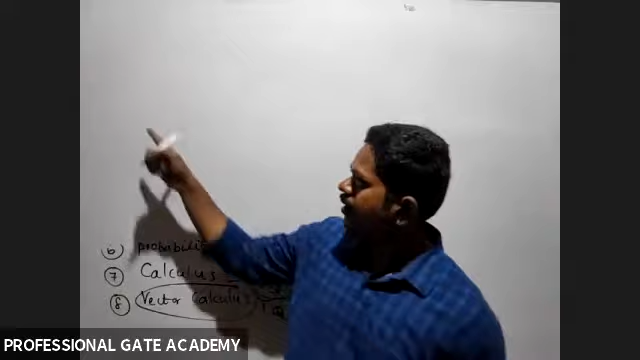 6 probabili
7 Calculus
8 Vector Calculus
PROFESSIONAL GATE ACADEMY